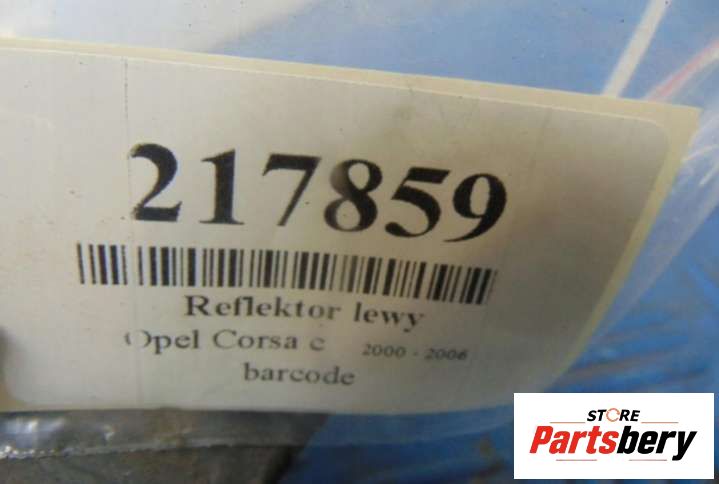 217859
Reflektor lewy
Opel Corsa c 2000 - 2006
barcode
STORE
Partsbery